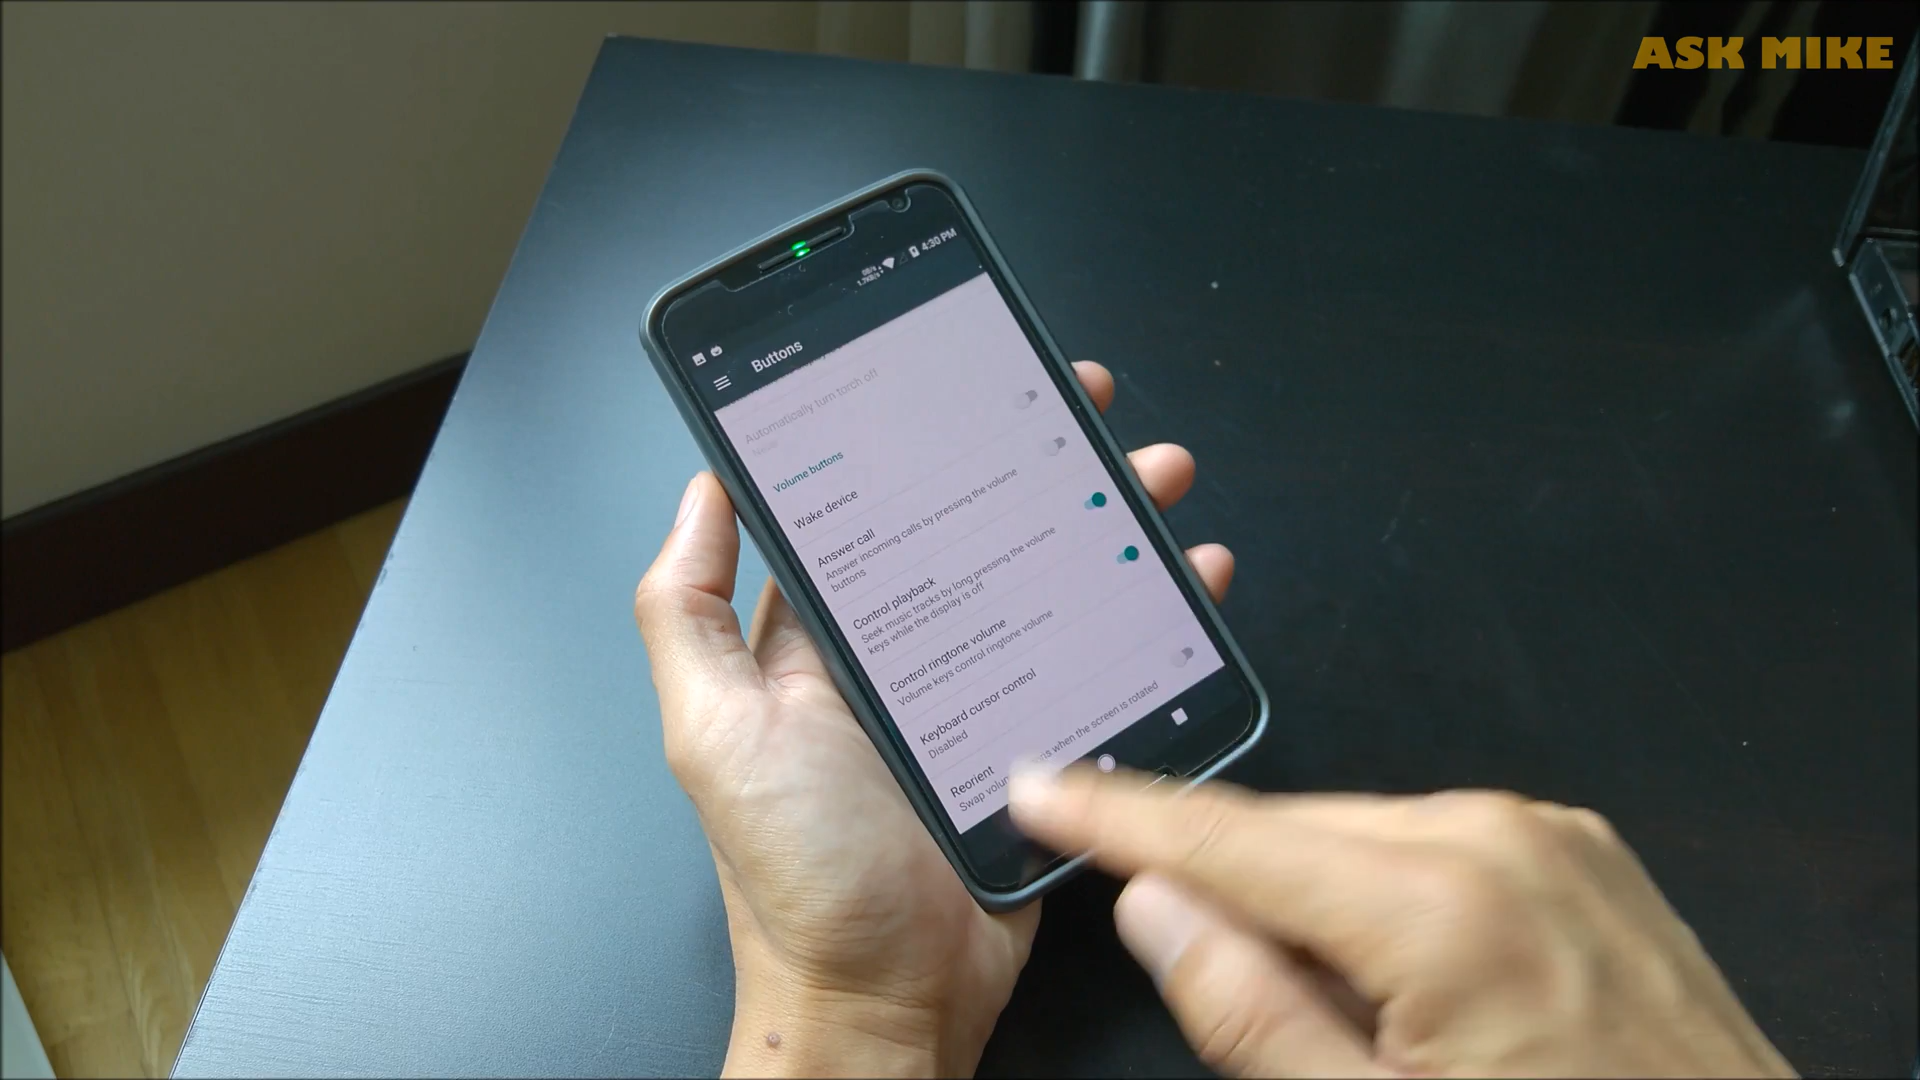 ASK MIKE
4:30 PM
Buttons
Automatically turn torch off
Volume buttons
Wake device
Answer call
Answer incoming calls by pressing the volume
buttons
Control playback
Seek music tracks by long pressing the volume
keys while the display is off
Control ringtone volume
Volume keys control ringtone volume
Keyboard cursor control
Disabled
Reorient
Swap when the screen is rotated